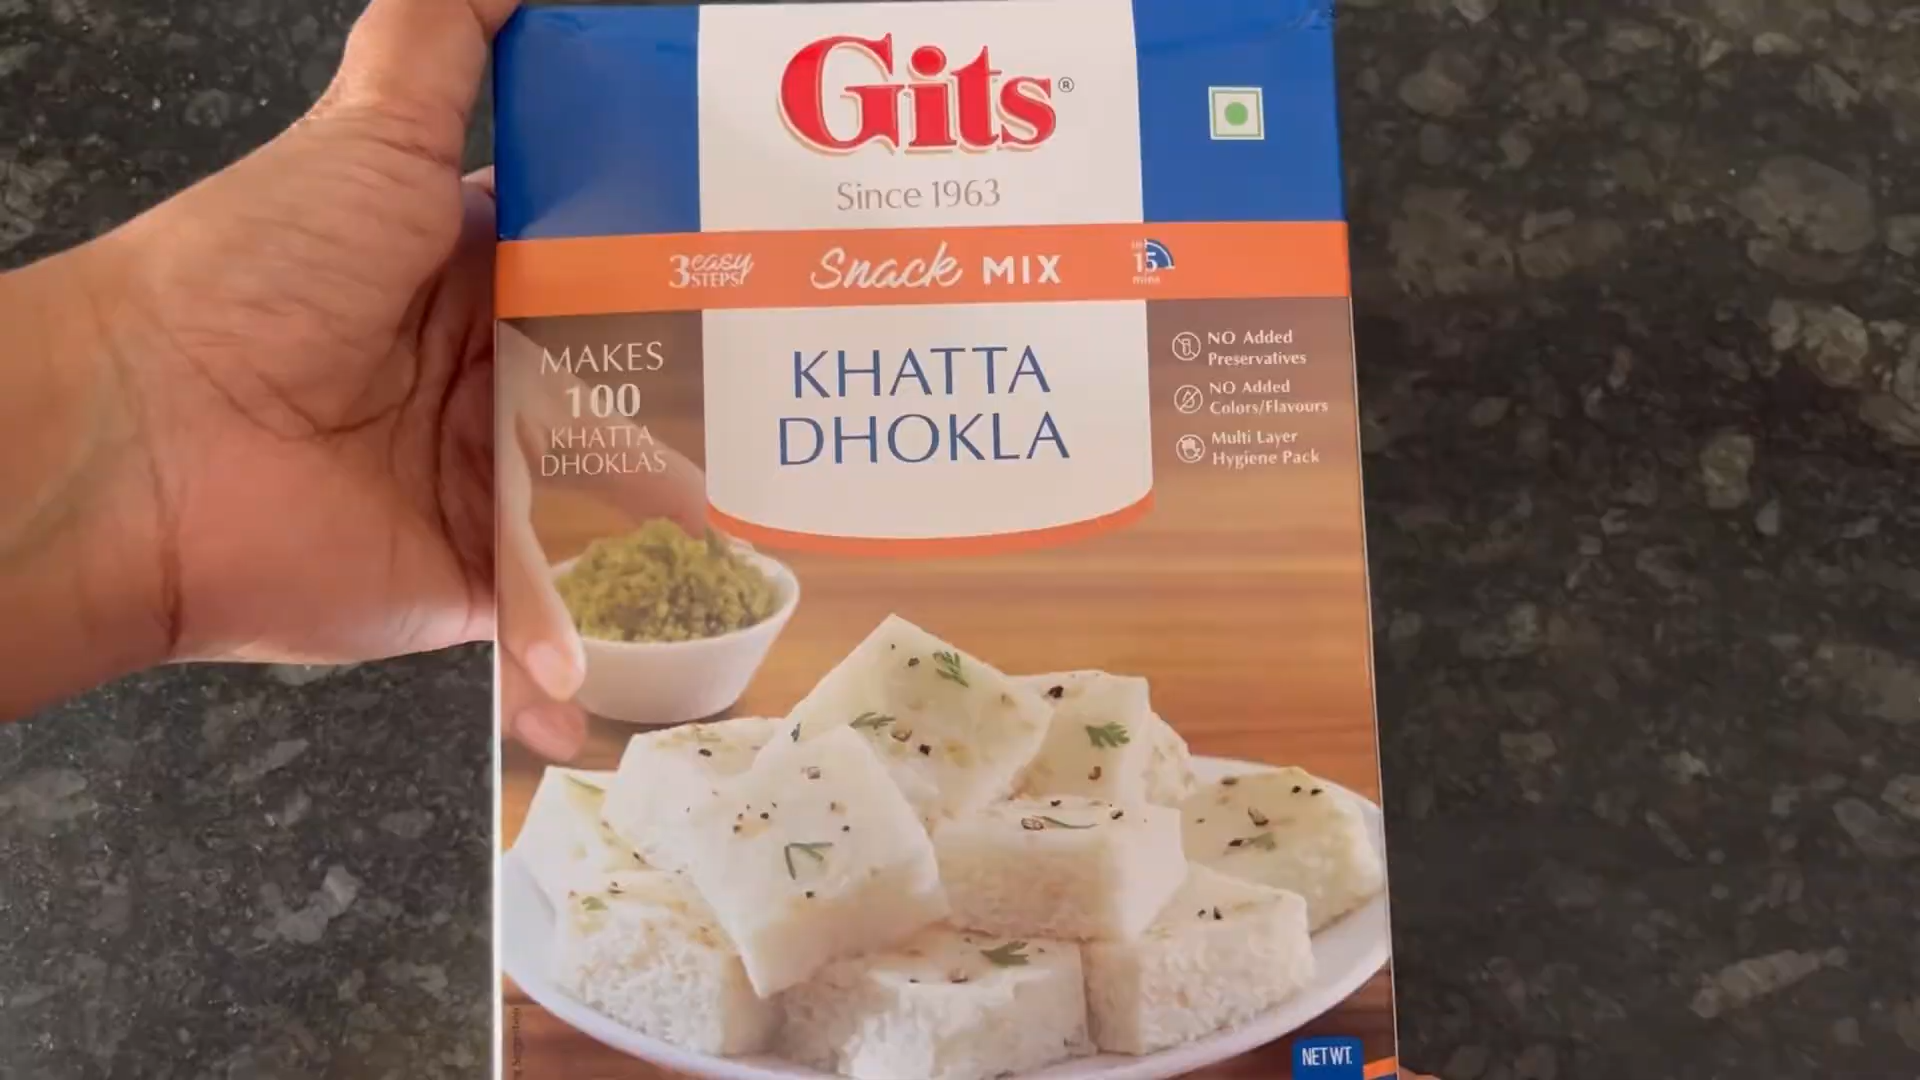 Gits®
Since 1963
3 easy STEPS!
Snack MIX
15
mins
MAKES
100
KHATTA
DHOKLAS
KHATTA
DHOKLA
NO Added
Preservatives
NO Added
Colors/Flavours
Multi Layer
Hygiene Pack
NET WT.